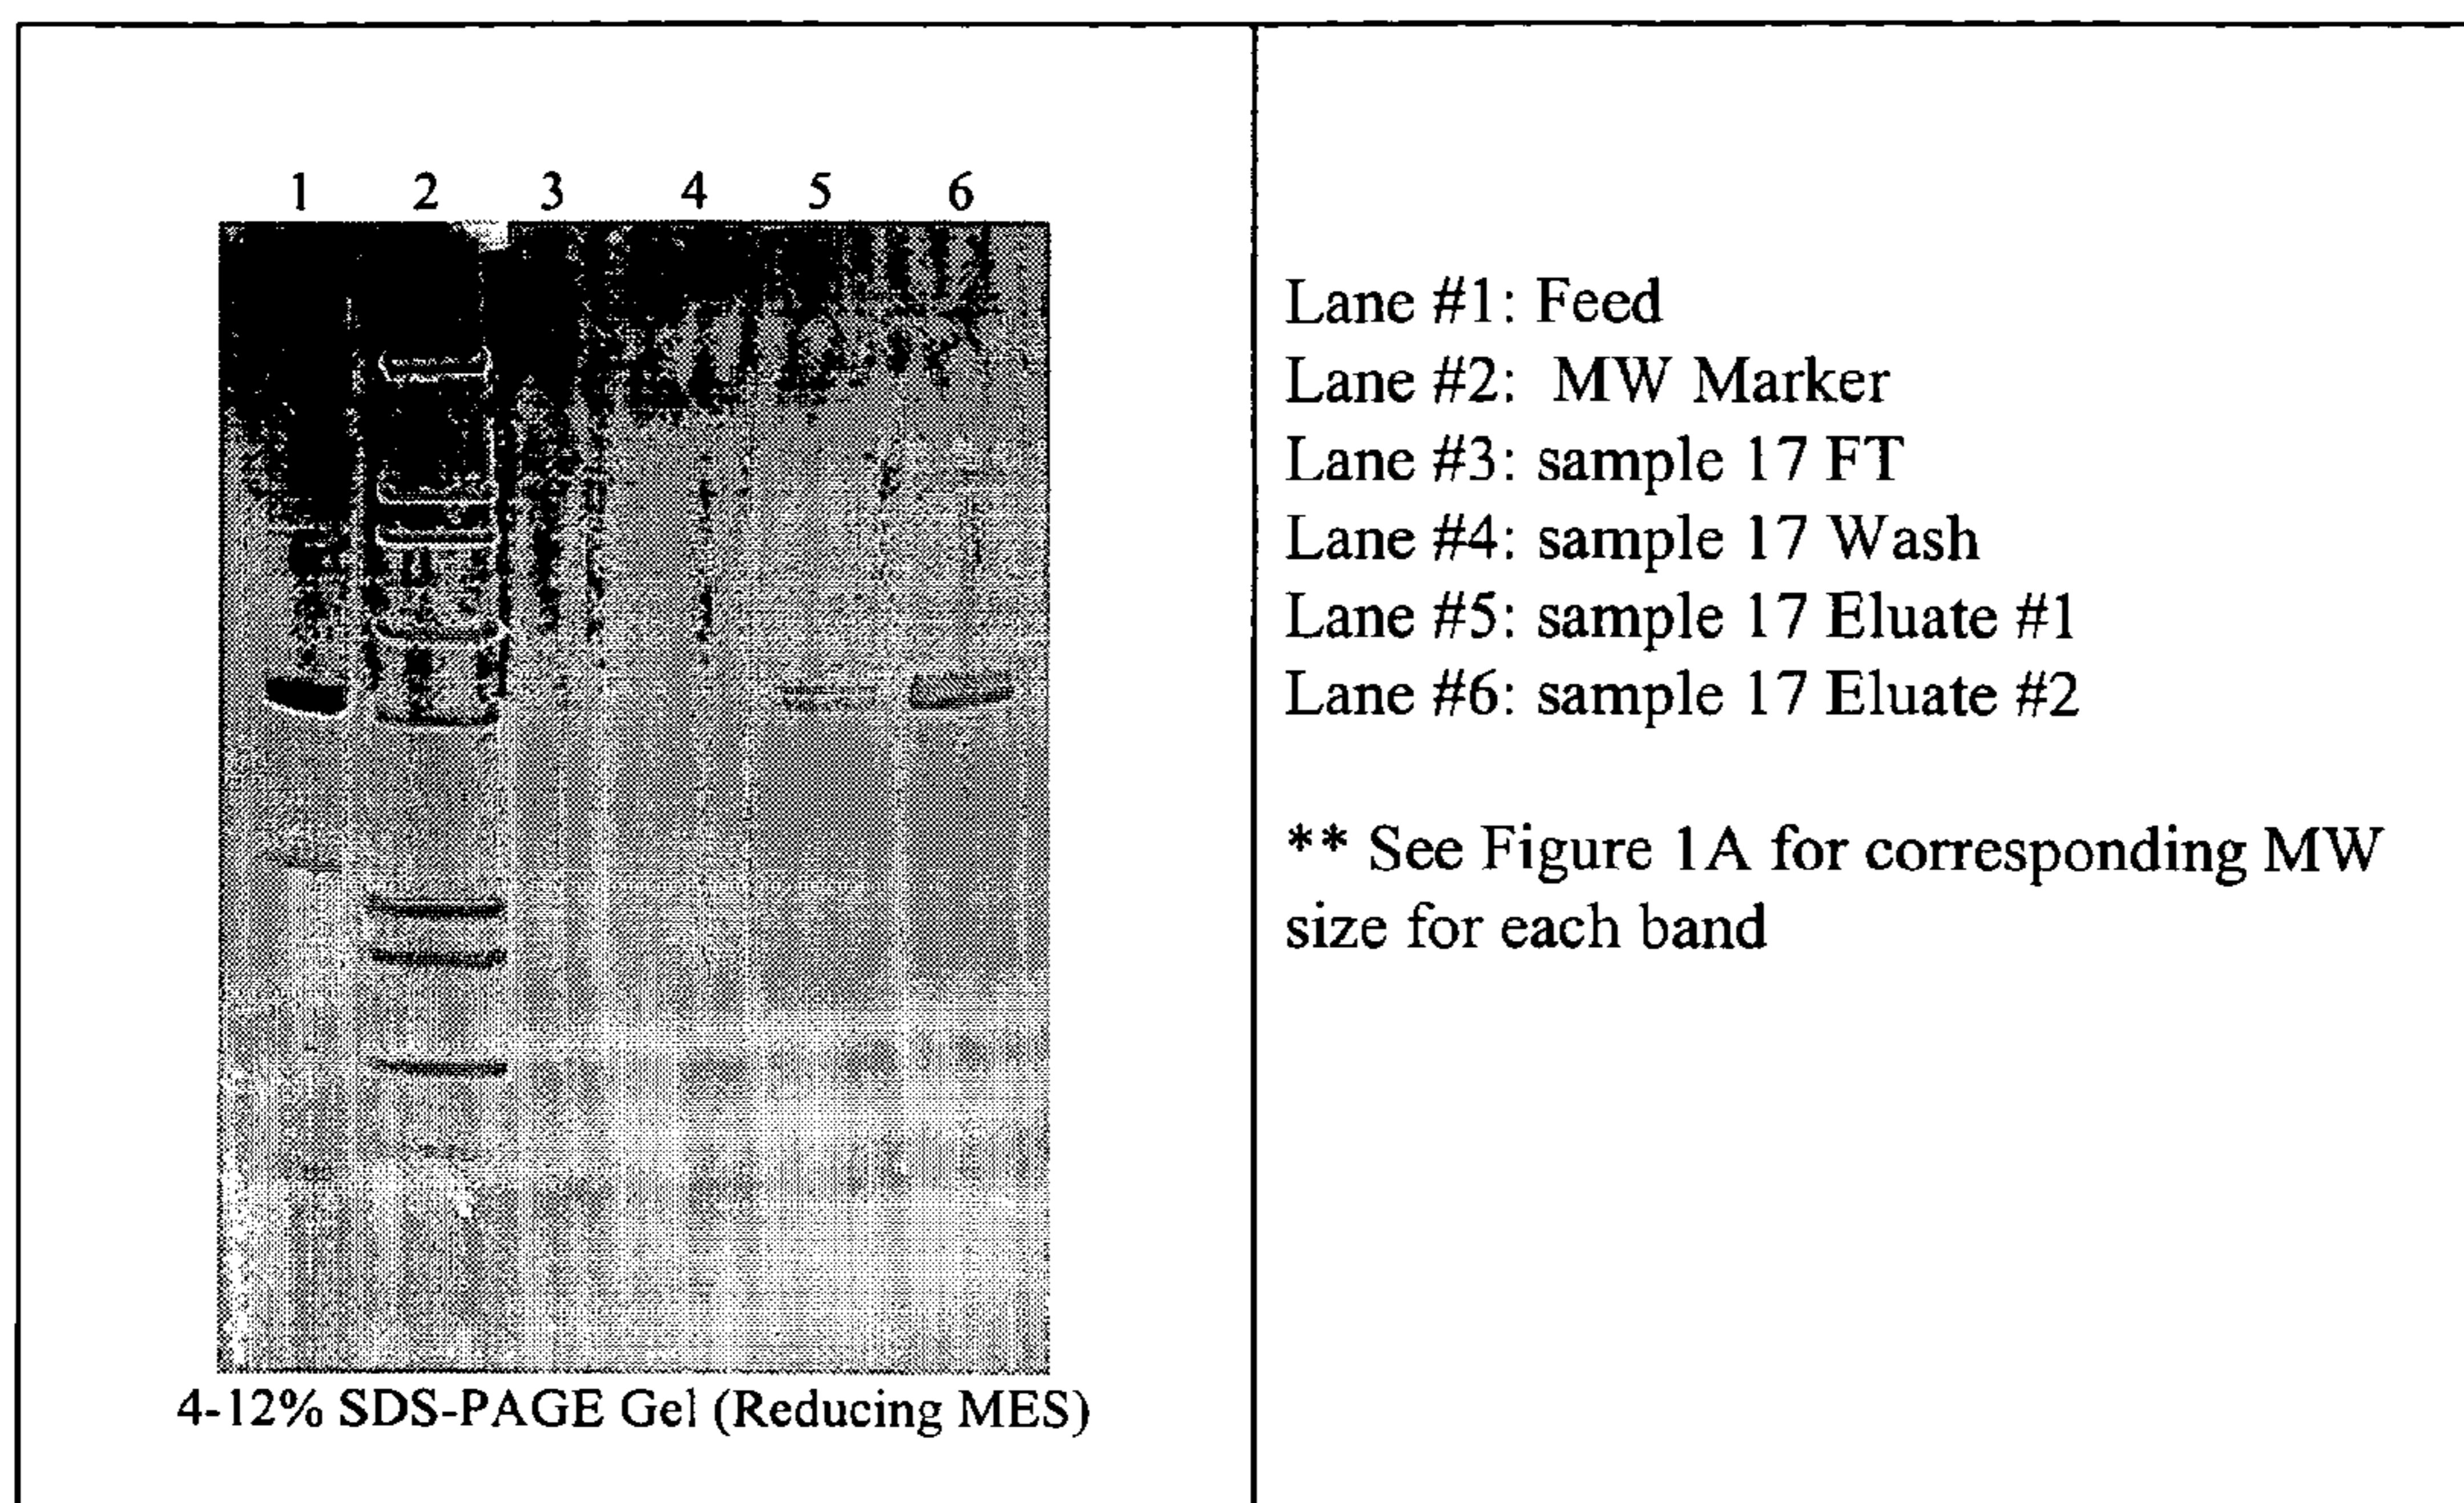 1 2 3 4 5 6
4-12% SDS-PAGE Gel (Reducing MES)
Lane #1: Feed
Lane #2: MW Marker
Lane #3: sample 17 FT
Lane #4: sample 17 Wash
Lane #5: sample 17 Eluate #1
Lane #6: sample 17 Eluate #2
** See Figure 1A for corresponding MW
size for each band